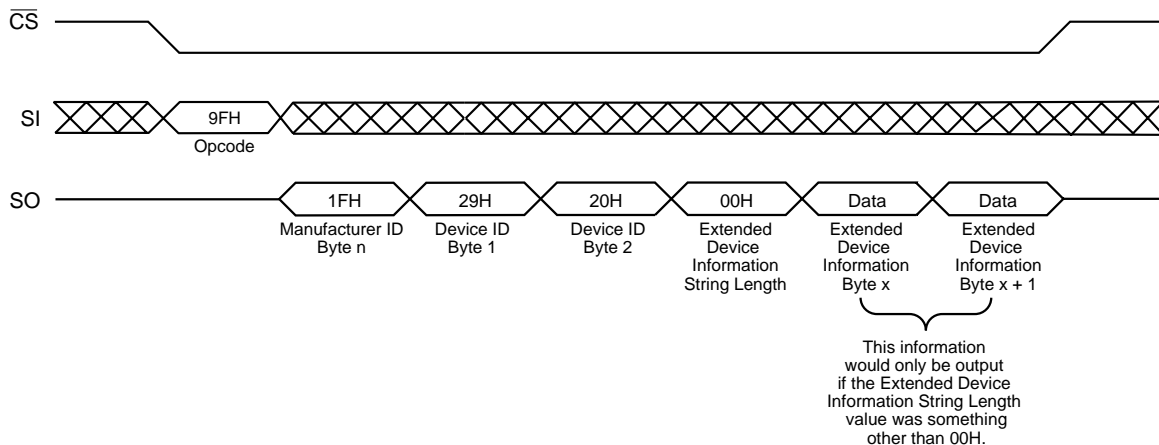 CS
SI
9FH
Opcode
SO
1FH
29H
20H
00H
Data
Data
Manufacturer ID
Byte n
Device ID
Byte 1
Device ID
Byte 2
Extended
Device
Information
String Length
Extended
Device
Information
Byte x
Extended
Device
Information
Byte x + 1
This information
would only be output
if the Extended Device
Information String Length
value was something
other than 00H.